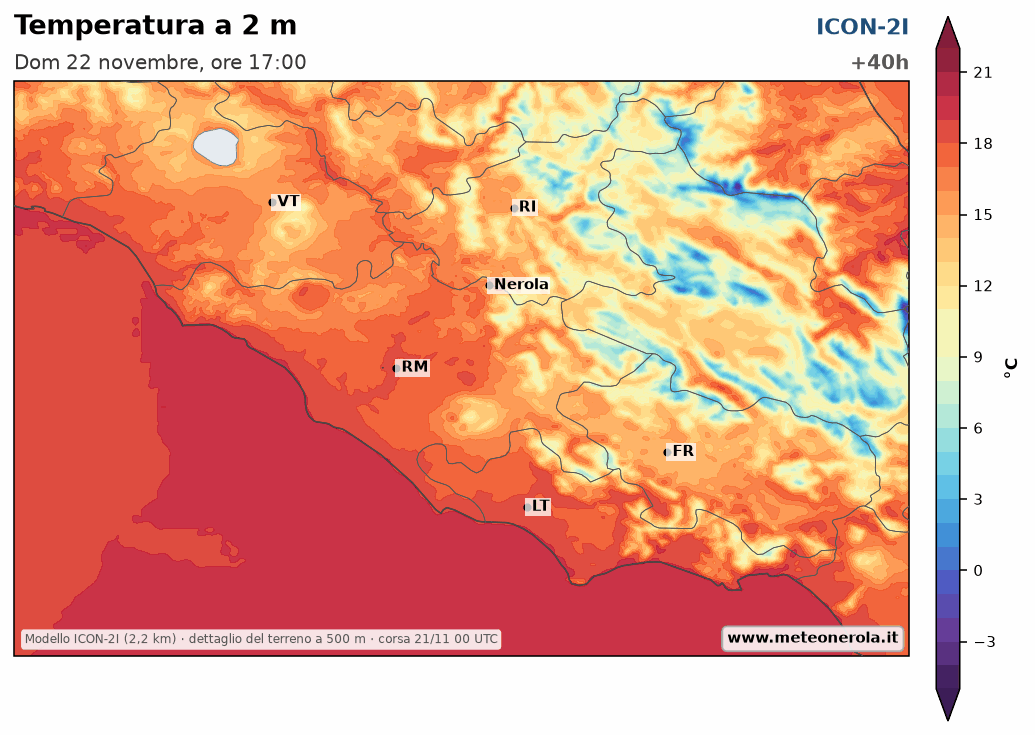 Temperatura a 2 m
ICON-2I
Dom 22 novembre, ore 17:00
+40h
21
18
15
12
9
6
3
0
−3
°C
VT
RI
Nerola
RM
FR
LT
Modello ICON-2I (2,2 km) · dettaglio del terreno a 500 m · corsa 21/11 00 UTC
www.meteonerola.it